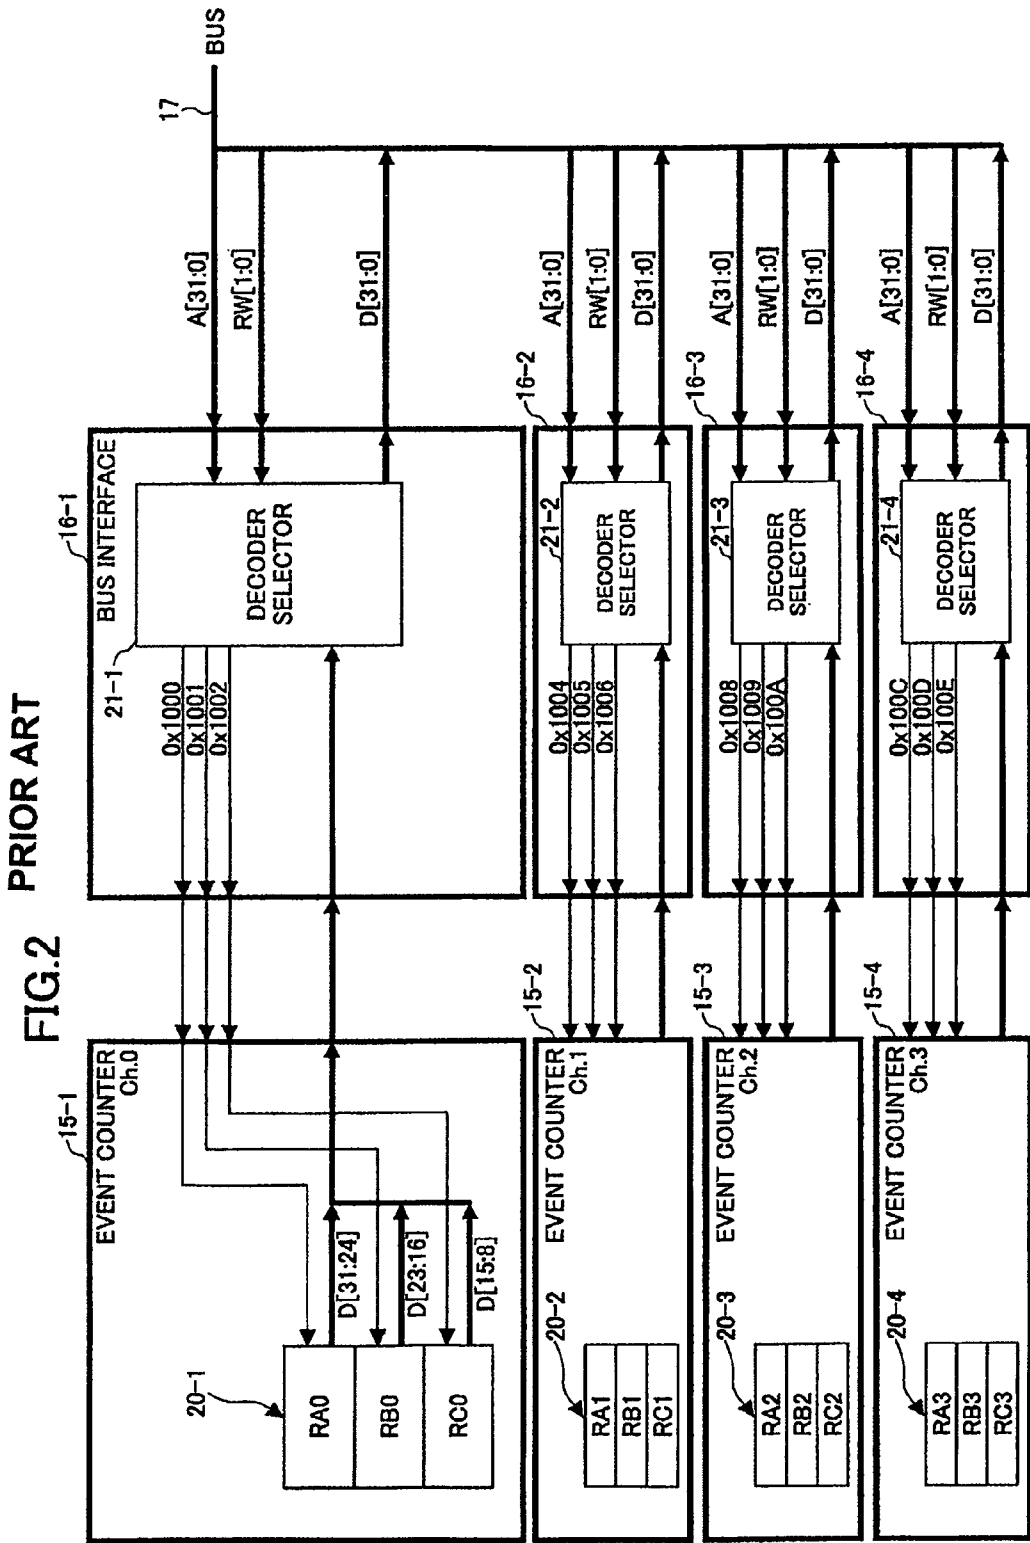 FIG.2 PRIOR ART
15-1
EVENT COUNTER
Ch.0
20-1
RA0
RB0
RC0
D[31:24]
D[23:16]
D[15:8]
16-1
BUS INTERFACE
21-1
DECODER
SELECTOR
0x1000
0x1001
0x1002
A[31:0]
RW[1:0]
D[31:0]
17
BUS
15-2
EVENT COUNTER
Ch.1
20-2
RA1
RB1
RC1
16-2
21-2
DECODER
SELECTOR
0x1004
0x1005
0x1006
A[31:0]
RW[1:0]
D[31:0]
15-3
EVENT COUNTER
Ch.2
20-3
RA2
RB2
RC2
16-3
21-3
DECODER
SELECTOR
0x1008
0x1009
0x100A
A[31:0]
RW[1:0]
D[31:0]
15-4
EVENT COUNTER
Ch.3
20-4
RA3
RB3
RC3
16-4
21-4
DECODER
SELECTOR
0x100C
0x100D
0x100E
A[31:0]
RW[1:0]
D[31:0]